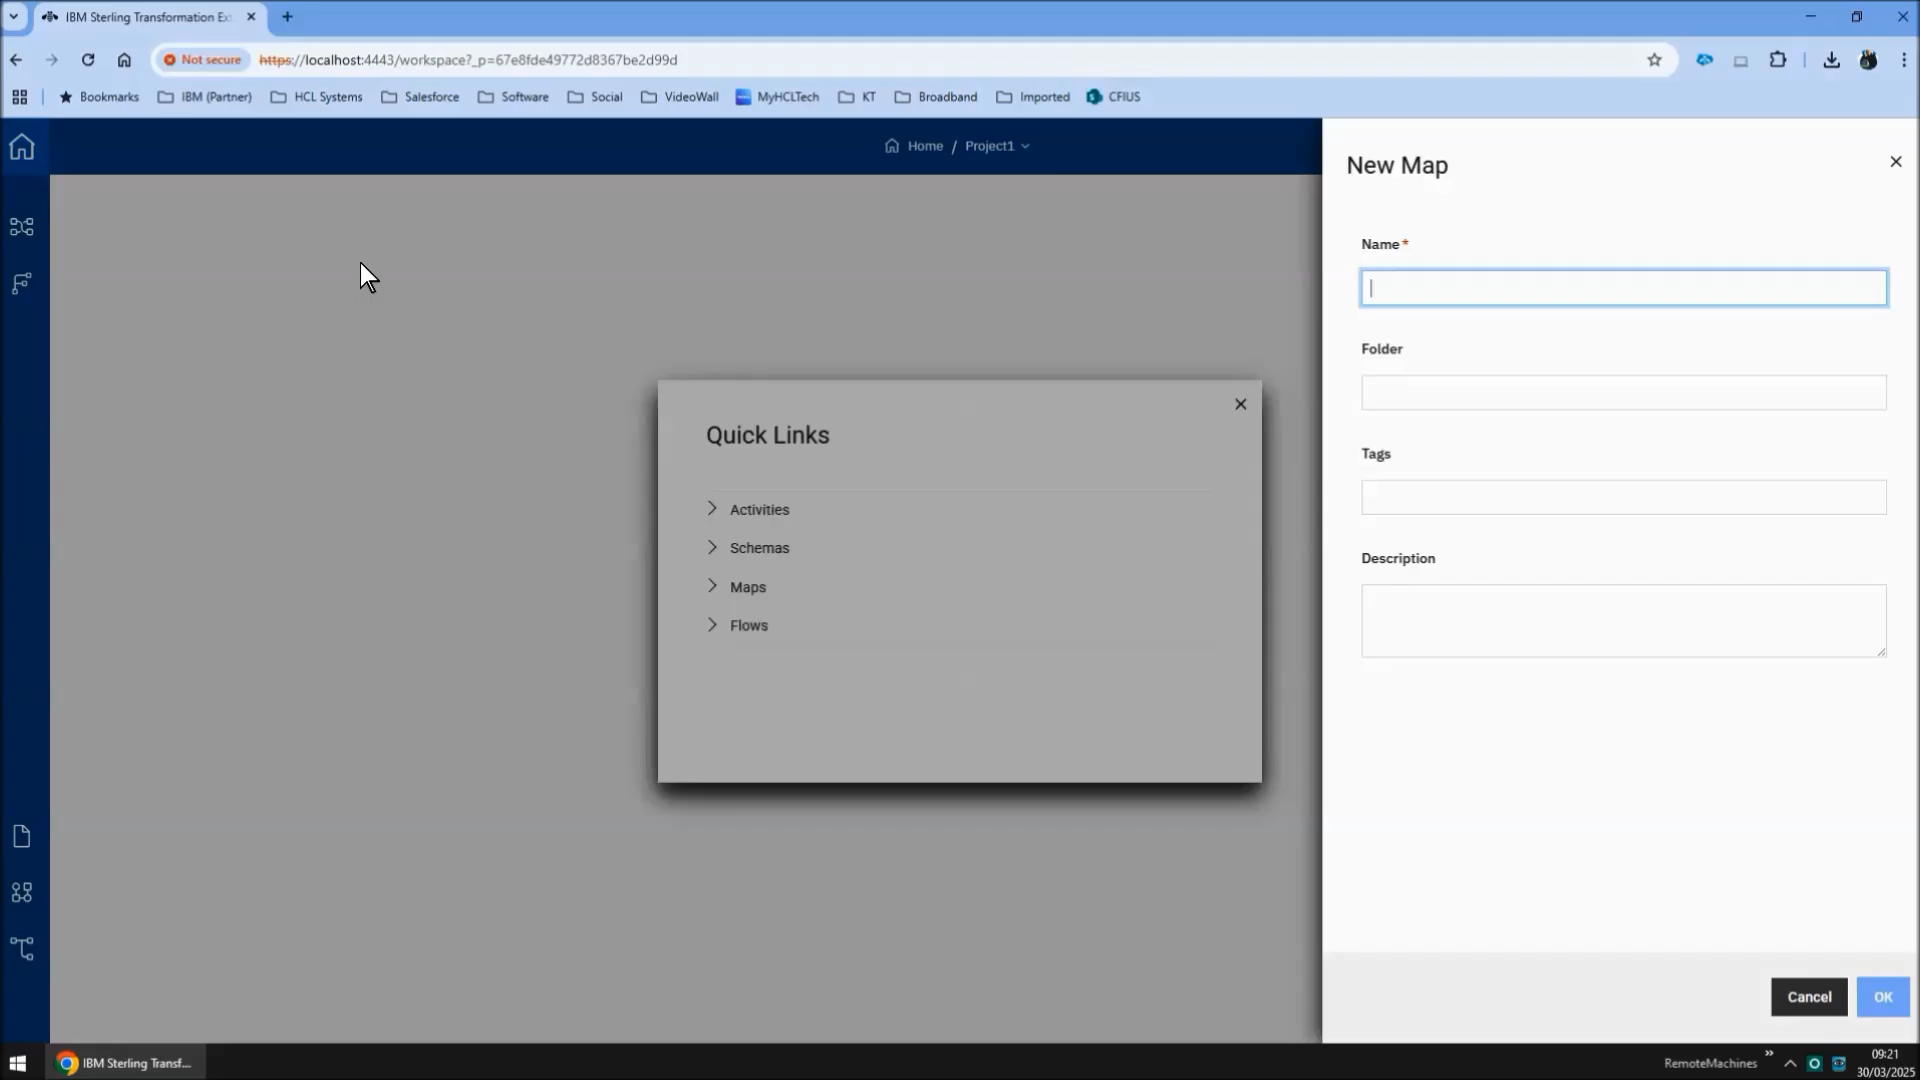 IBM Sterling Transformation Ex
Not secure
https://localhost:4443/workspace?_p=67e8fde49772d8367be2d99d
Bookmarks
IBM (Partner)
HCL Systems
Salesforce
Software
Social
VideoWall
MyHCLTech
KT
Broadband
Imported
CFIUS
Home / Project1
New Map
Name*
Folder
Tags
Description
Quick Links
Activities
Schemas
Maps
Flows
Cancel
OK
IBM Sterling Transf...
RemoteMachines
09:21
30/03/2025